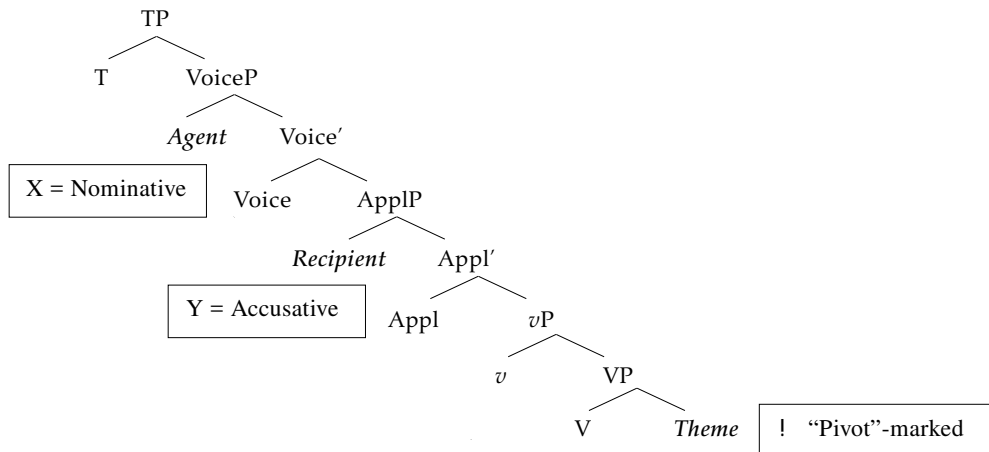 TP
T VoiceP
Agent Voice′
X = Nominative
Voice ApplP
Recipient Appl′
Y = Accusative
Appl vP
v VP
V Theme ! “Pivot”-marked